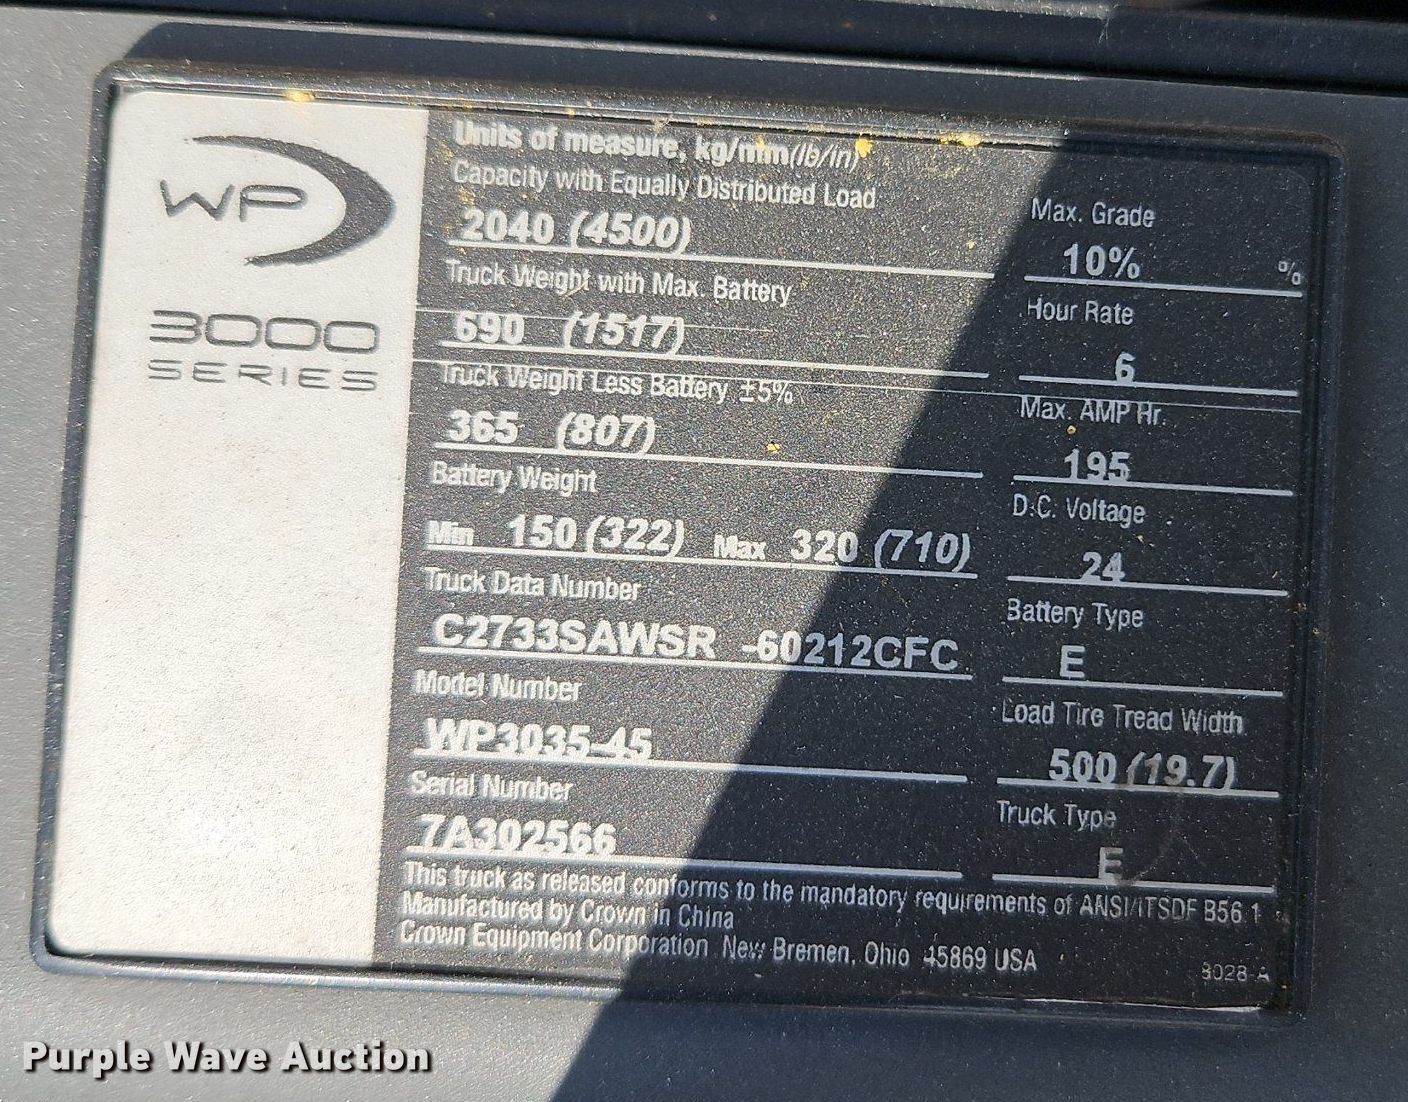 WP
3000
SERIES
Units of measure, kg/mm(lb/in)
Capacity with Equally Distributed Load
2040 (4500)
Truck Weight with Max. Battery
690 (1517)
Truck Weight Less Battery ±5%
365 (807)
Battery Weight
Min 150 (322) Max 320 (710)
Truck Data Number
C2733SAWSR -60212CFC
Model Number
WP3035-45
Serial Number
7A302566
Max. Grade
10% %
Hour Rate
6
Max. AMP Hr.
195
D.C. Voltage
24
Battery Type
E
Load Tire Tread Width
500 (19.7)
Truck Type
E
This truck as released conforms to the mandatory requirements of ANSI/ITSDF B56.1
Manufactured by Crown in China
Crown Equipment Corporation New Bremen, Ohio 45869 USA
8028-A
Purple Wave Auction